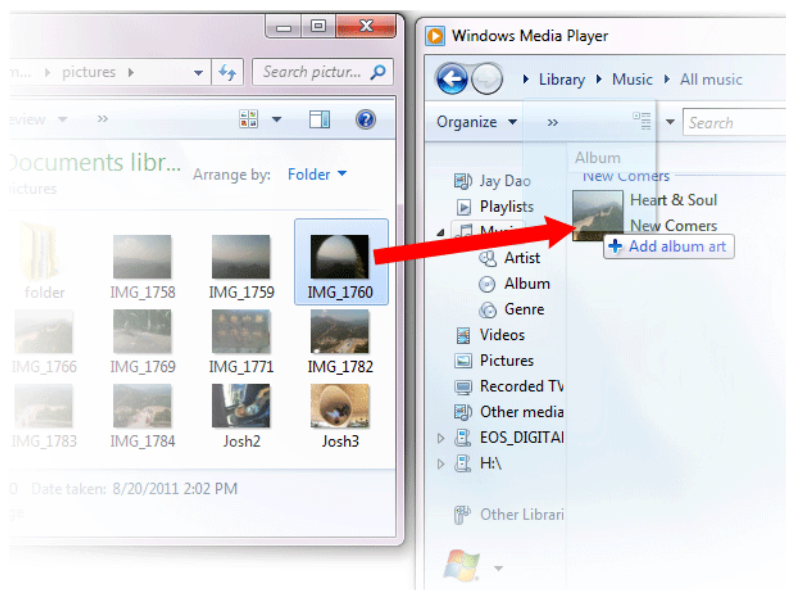 pictures
Search pictur...
eview
»
Documents libr...
ictures
Arrange by: Folder
folder
IMG_1758
IMG_1759
IMG_1760
IMG_1766
IMG_1769
IMG_1771
IMG_1782
IMG_1783
IMG_1784
Josh2
Josh3
Date taken: 8/20/2011 2:02 PM
Windows Media Player
Library
Music
All music
Organize
»
Search
Album
Jay Dao
New Comers
Heart & Soul
Playlists
New Comers
Add album art
Artist
Album
Genre
Videos
Pictures
Recorded TV
Other media
EOS_DIGITAL
H:\
Other Librari